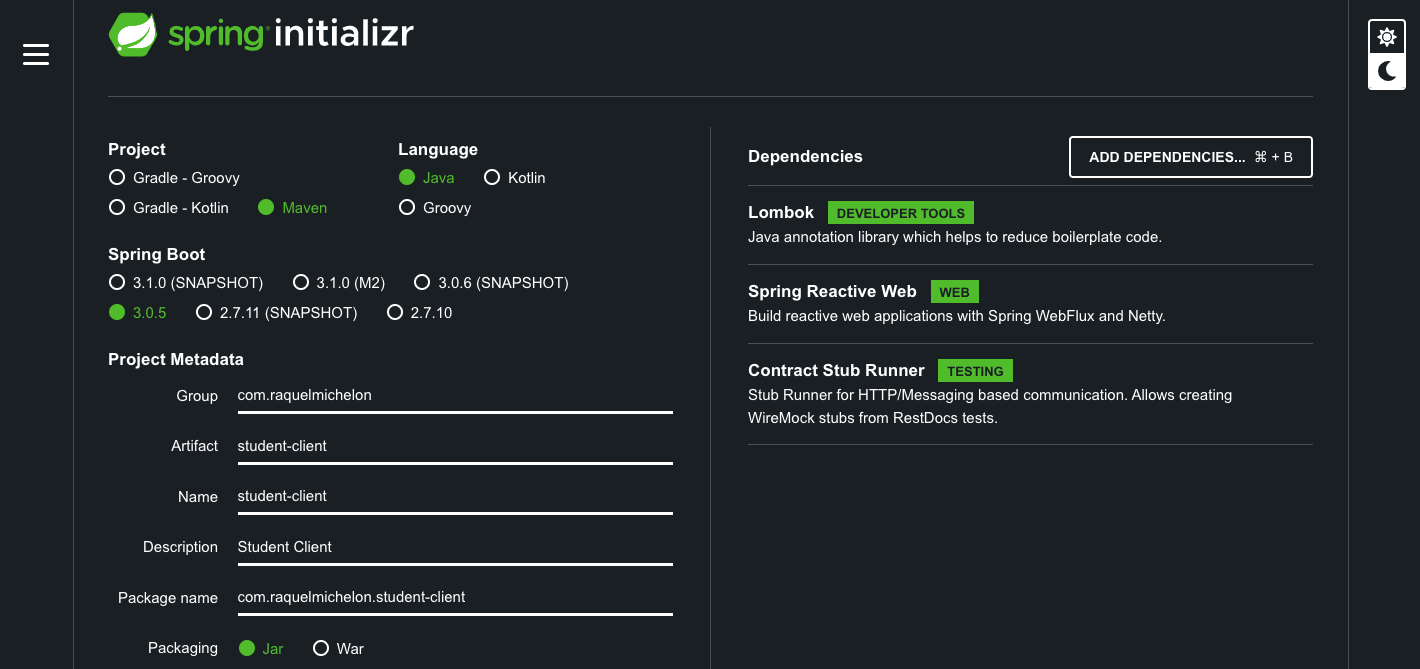 spring initializr
Project
Gradle - Groovy
Gradle - Kotlin Maven
Language
Java Kotlin
Groovy
Spring Boot
3.1.0 (SNAPSHOT) 3.1.0 (M2) 3.0.6 (SNAPSHOT)
3.0.5 2.7.11 (SNAPSHOT) 2.7.10
Project Metadata
Group com.raquelmichelon
Artifact student-client
Name student-client
Description Student Client
Package name com.raquelmichelon.student-client
Packaging Jar War
Dependencies ADD DEPENDENCIES... ⌘ + B
Lombok DEVELOPER TOOLS
Java annotation library which helps to reduce boilerplate code.
Spring Reactive Web WEB
Build reactive web applications with Spring WebFlux and Netty.
Contract Stub Runner TESTING
Stub Runner for HTTP/Messaging based communication. Allows creating
WireMock stubs from RestDocs tests.